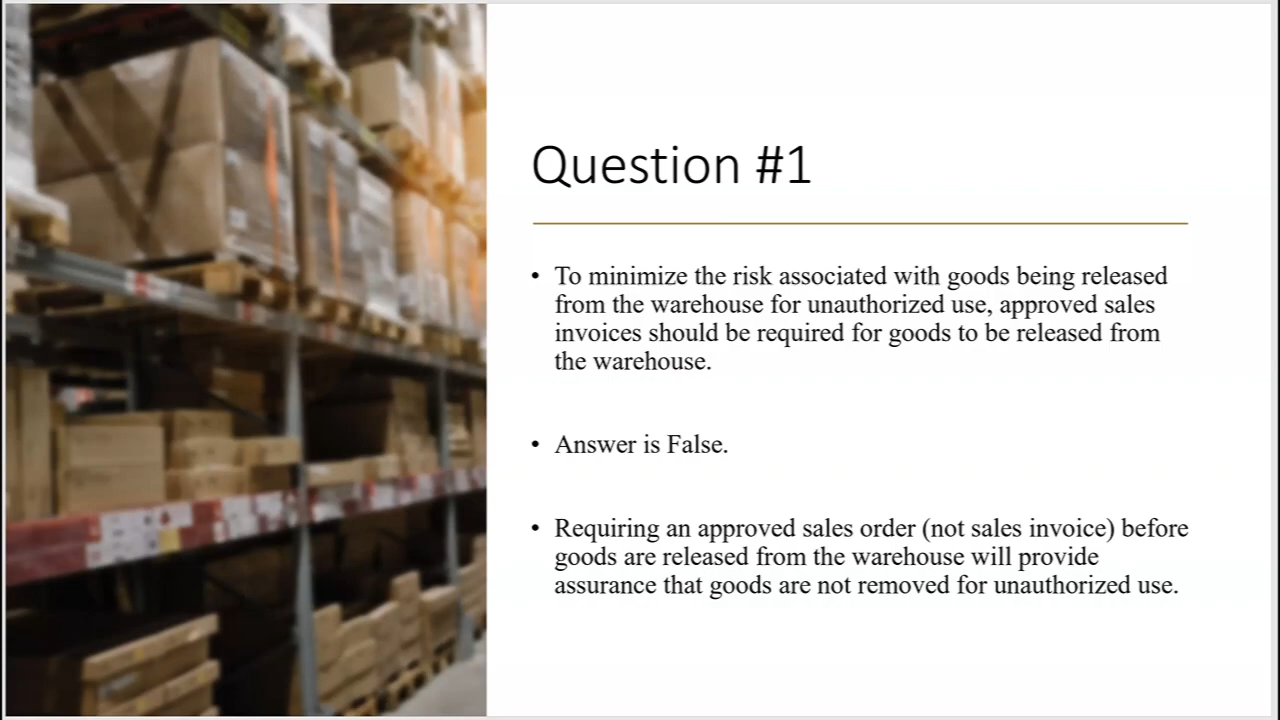 Question #1
• To minimize the risk associated with goods being released
from the warehouse for unauthorized use, approved sales
invoices should be required for goods to be released from
the warehouse.
• Answer is False.
• Requiring an approved sales order (not sales invoice) before
goods are released from the warehouse will provide
assurance that goods are not removed for unauthorized use.